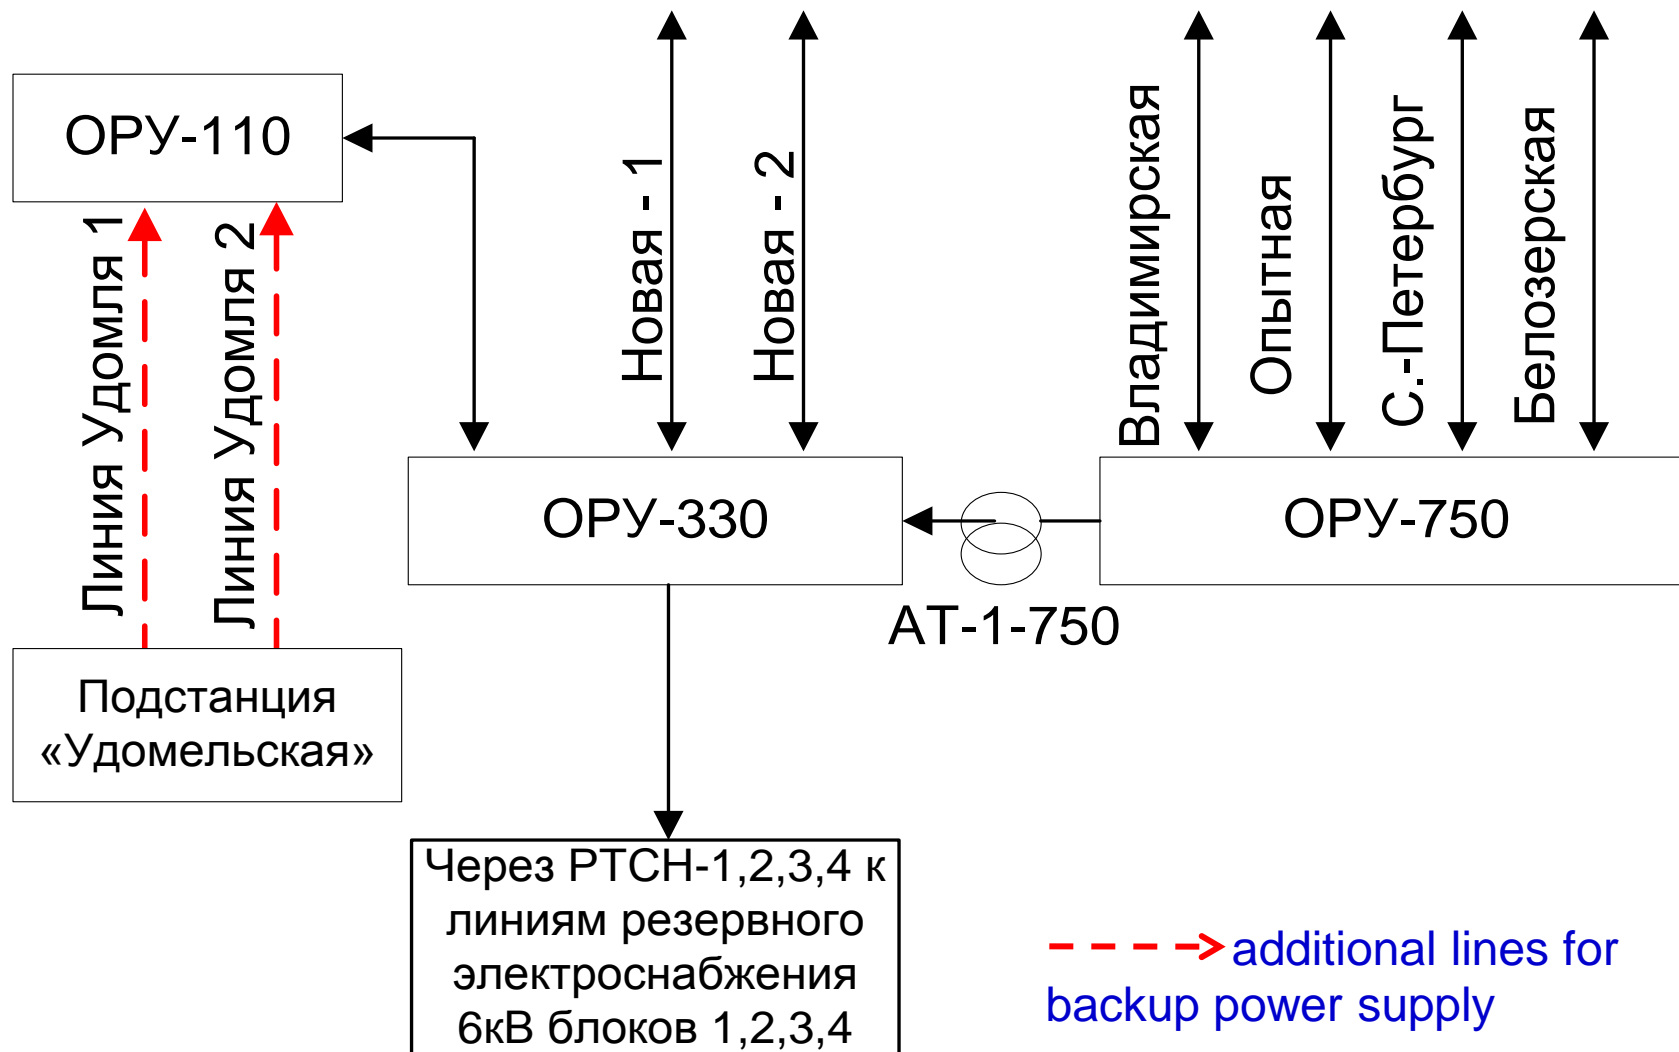 ОРУ-110
Линия Удомля 1
Линия Удомля 2
Новая - 1
Новая - 2
Владимирская
Опытная
С.-Петербург
Белозерская
ОРУ-330
ОРУ-750
АТ-1-750
Подстанция
«Удомельская»
Через РТСН-1,2,3,4 к
линиям резервного
электроснабжения
6кВ блоков 1,2,3,4
additional lines for
backup power supply